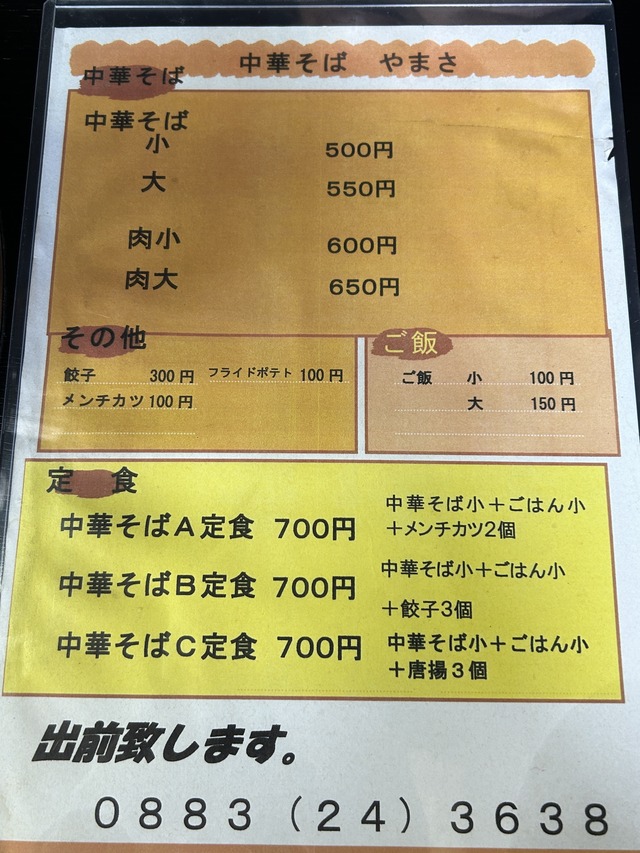 中華そば　やまさ
中華そば
中華そば
小　500円
大　550円
肉小　600円
肉大　650円
その他
餃子　300円　フライドポテト　100円
メンチカツ　100円
ご飯
ご飯　小　100円
大　150円
定　食
中華そばA定食　700円
中華そば小＋ごはん小
＋メンチカツ2個
中華そばB定食　700円
中華そば小＋ごはん小
＋餃子3個
中華そばC定食　700円
中華そば小＋ごはん小
＋唐揚３個
出前致します。
０８８３（２４）３６３８